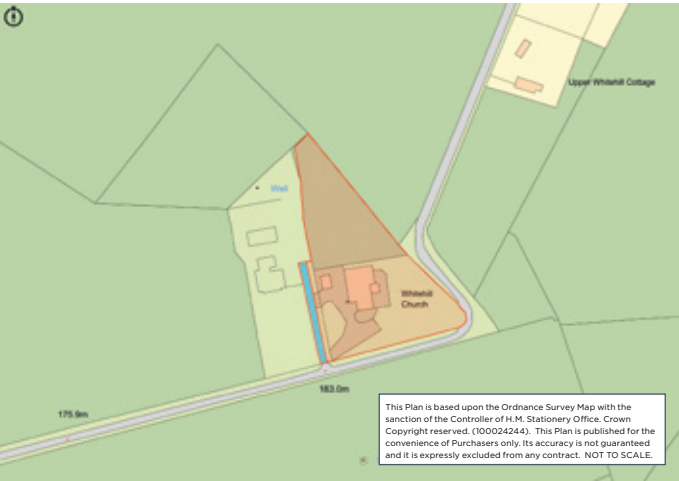 Upper Whitehill Cottage
Well
Whitehill
Church
183.0m
175.9m
This Plan is based upon the Ordnance Survey Map with the
sanction of the Controller of H.M. Stationery Office. Crown
Copyright reserved. (100024244). This Plan is published for the
convenience of Purchasers only. Its accuracy is not guaranteed
and it is expressly excluded from any contract. NOT TO SCALE.